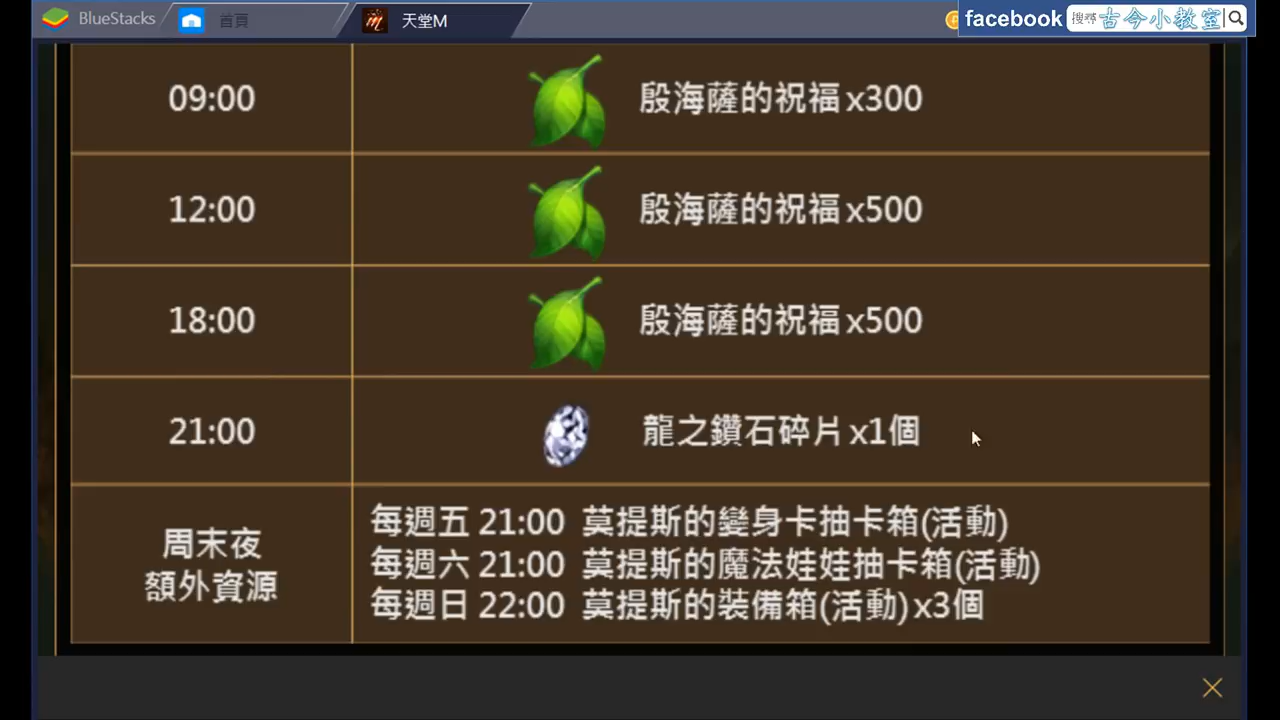 BlueStacks
首頁
天堂M
facebook 搜尋 古今小教室
09:00 殷海薩的祝福x300
12:00 殷海薩的祝福x500
18:00 殷海薩的祝福x500
21:00 龍之鑽石碎片x1個
周末夜
額外資源
每週五 21:00 莫提斯的變身卡抽卡箱(活動)
每週六 21:00 莫提斯的魔法娃娃抽卡箱(活動)
每週日 22:00 莫提斯的裝備箱(活動)x3個